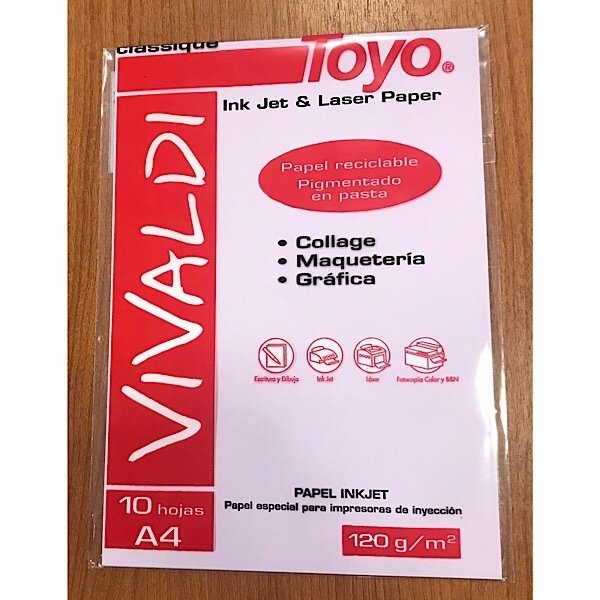 classique
Toyo®
Ink Jet & Laser Paper
VIVALDI
Papel reciclable
Pigmentado
en pasta
• Collage
• Maquetería
• Gráfica
Escritura y Dibujo
Ink Jet
Láser
Fotocopia Color y B&N
10 hojas
A4
PAPEL INKJET
Papel especial para impresoras de inyección
120 g/m²